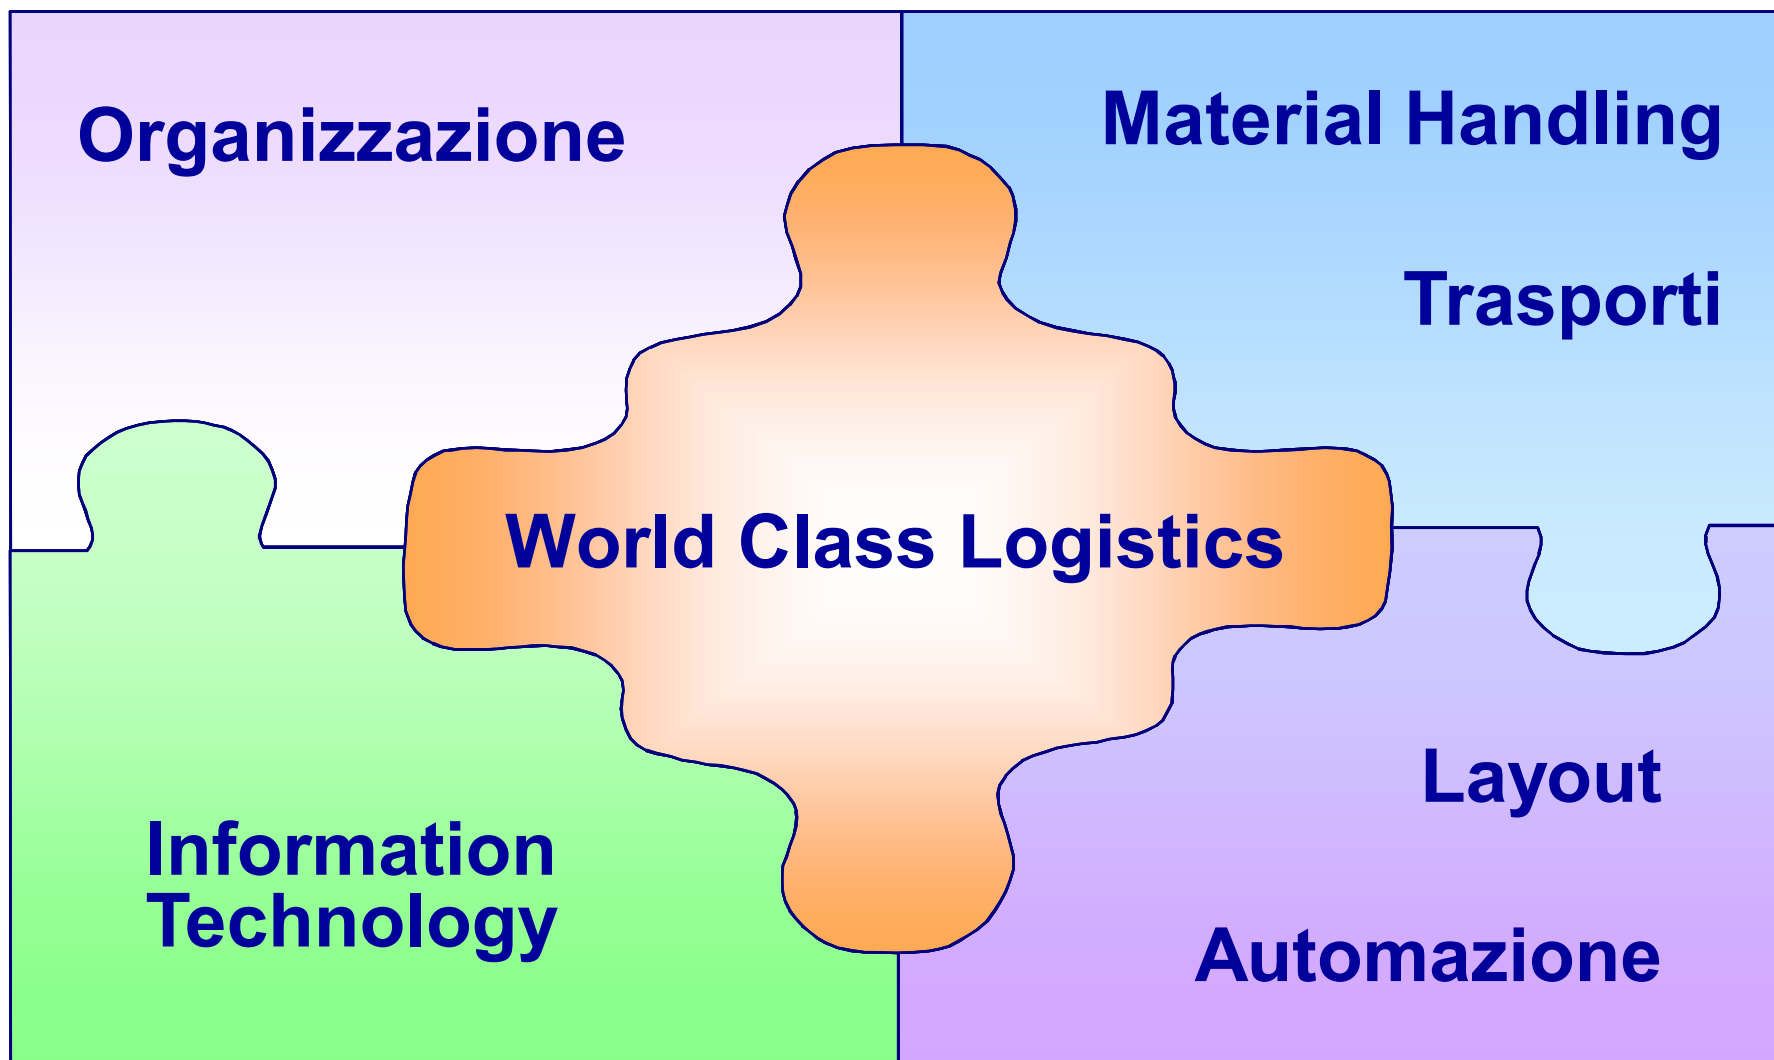 Organizzazione
Material Handling
Trasporti
World Class Logistics
Information
Technology
Layout
Automazione